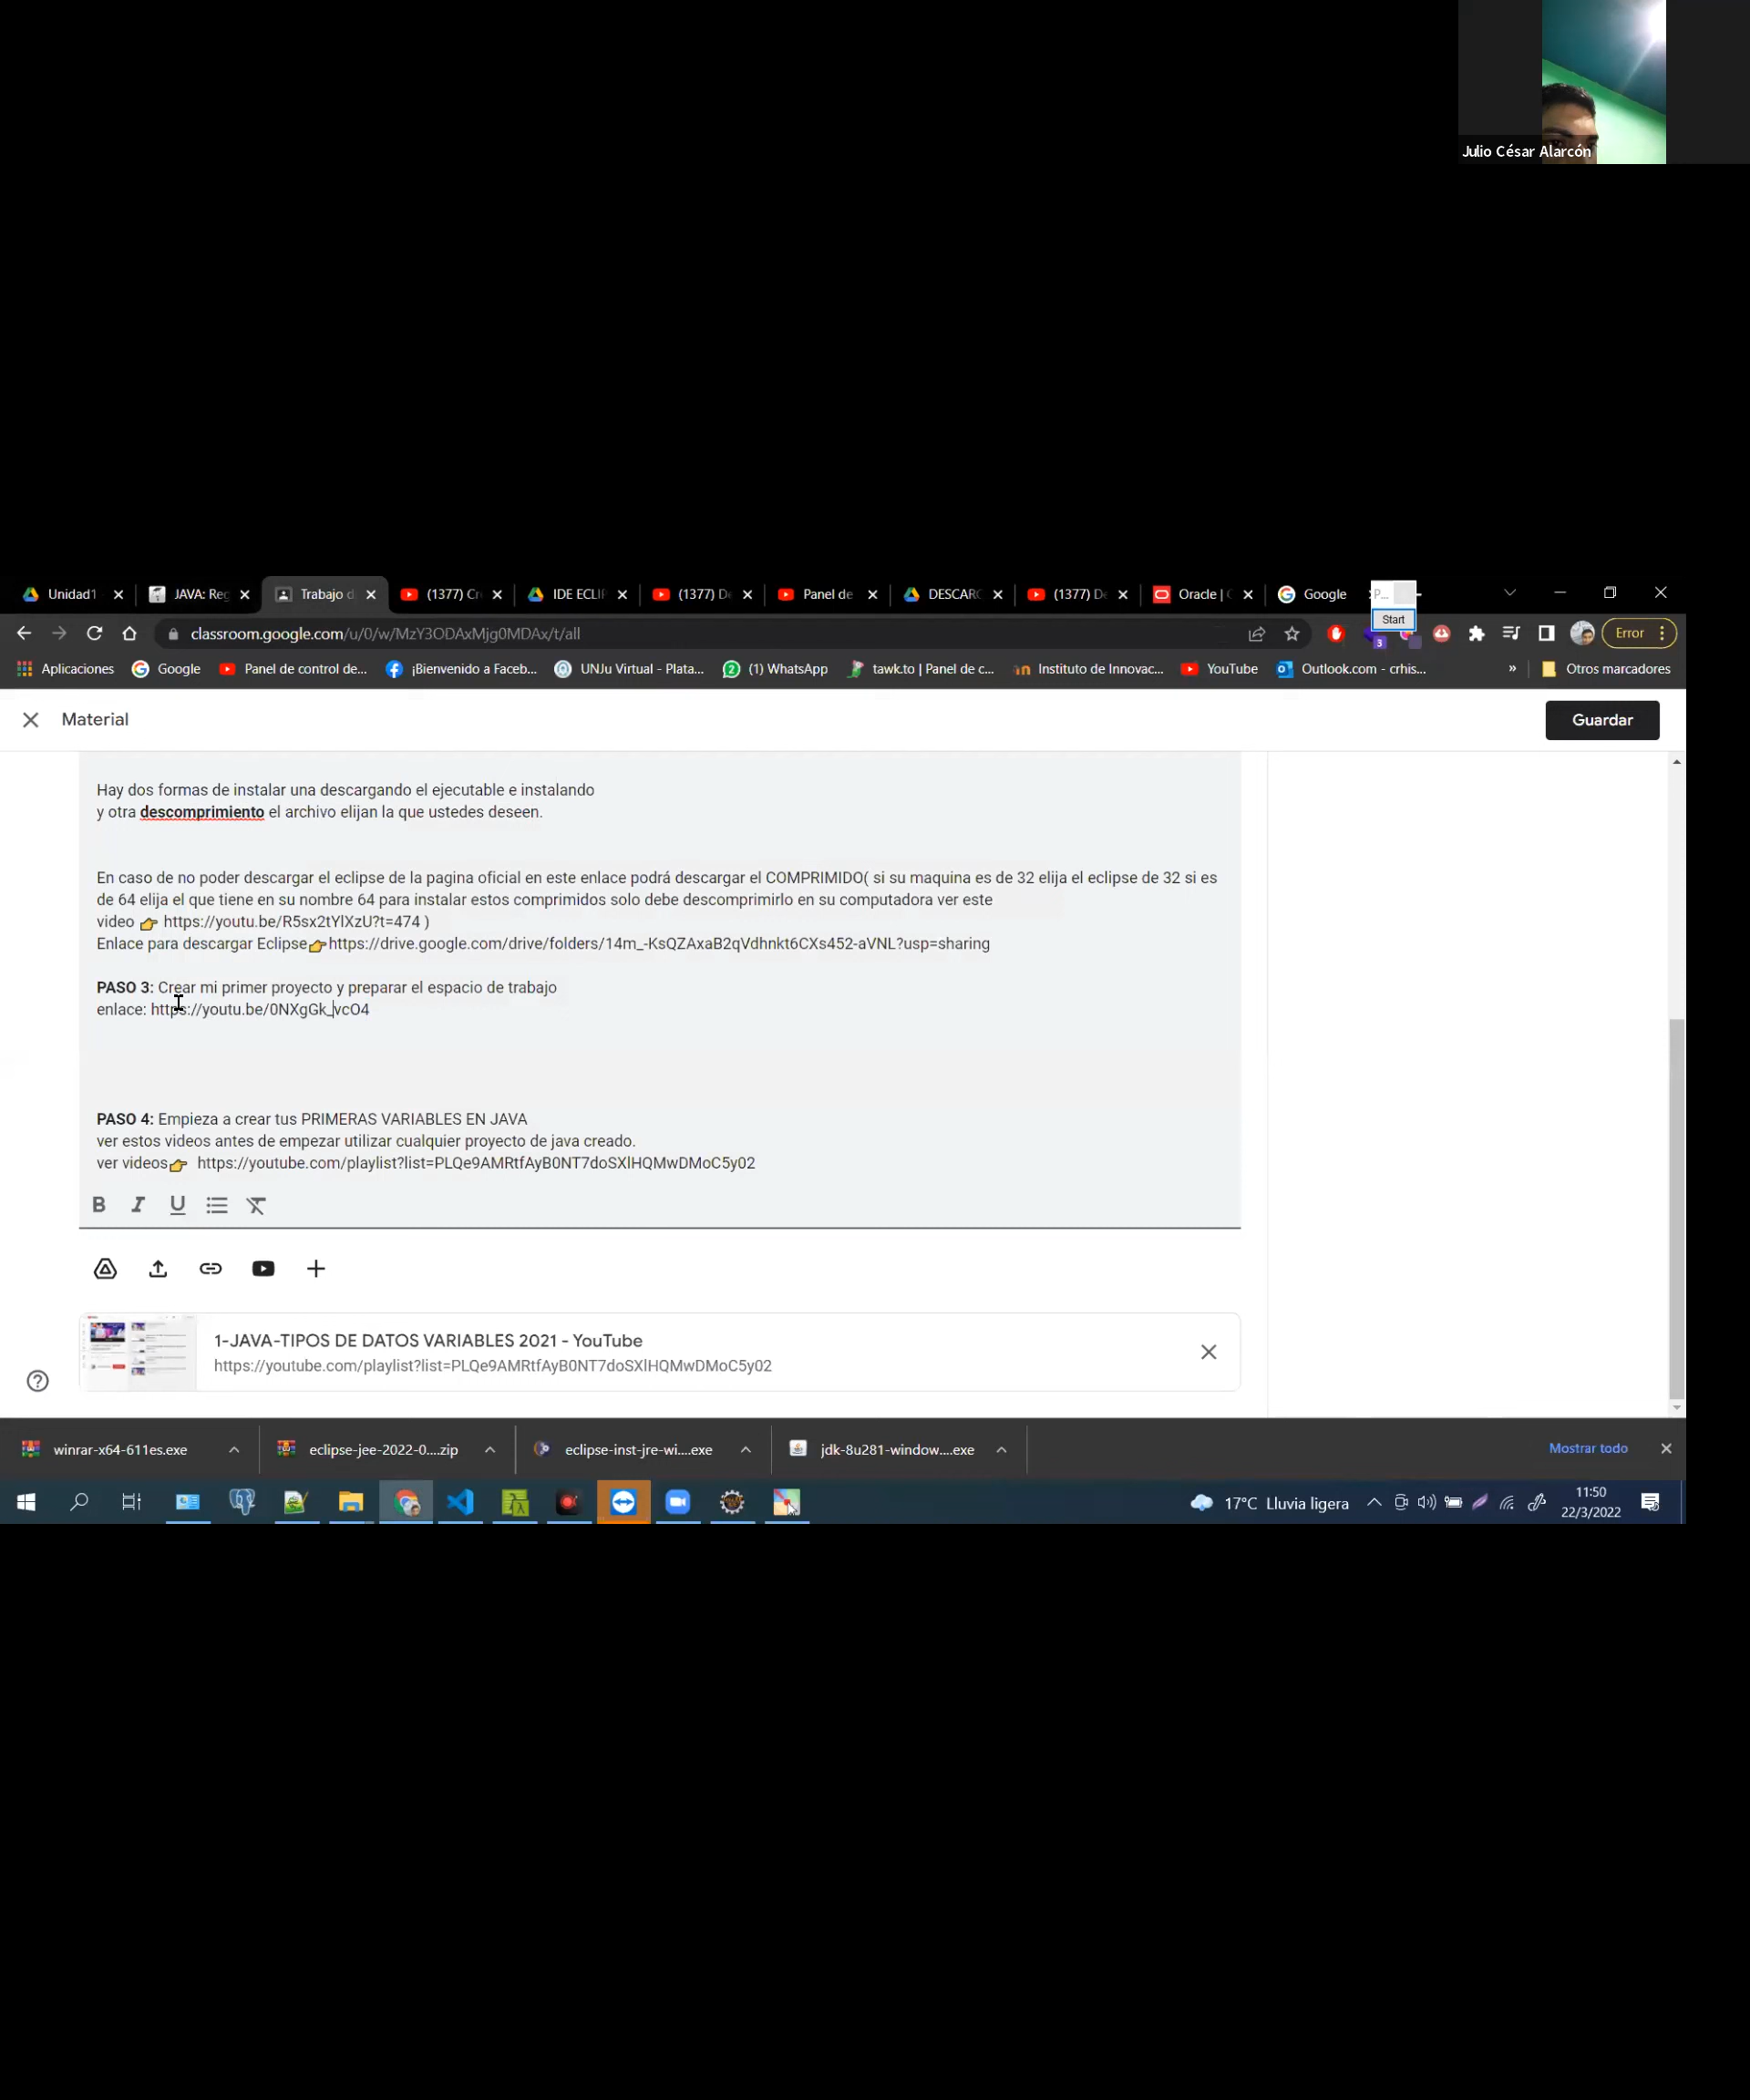 Julio César Alarcón
Unidad1
JAVA: Reg
Trabajo d
(1377) Cr
IDE ECLIP
(1377) De
Panel de
DESCARG
(1377) De
Oracle |
Google
P...
Start
classroom.google.com/u/0/w/MzY3ODAxMjg0MDAx/t/all
3
Error
Aplicaciones
Google
Panel de control de...
¡Bienvenido a Faceb...
UNJu Virtual - Plata...
(1) WhatsApp
tawk.to | Panel de c...
Instituto de Innovac...
YouTube
Outlook.com - crhis...
»
Otros marcadores
Material
Guardar
Hay dos formas de instalar una descargando el ejecutable e instalando
y otra descomprimiento el archivo elijan la que ustedes deseen.
En caso de no poder descargar el eclipse de la pagina oficial en este enlace podrá descargar el COMPRIMIDO( si su maquina es de 32 elija el eclipse de 32 si es
de 64 elija el que tiene en su nombre 64 para instalar estos comprimidos solo debe descomprimirlo en su computadora ver este
video 👉 https://youtu.be/R5sx2tYlXzU?t=474 )
Enlace para descargar Eclipse👉https://drive.google.com/drive/folders/14m_-KsQZAxaB2qVdhnkt6CXs452-aVNL?usp=sharing
PASO 3: Crear mi primer proyecto y preparar el espacio de trabajo
enlace: https://youtu.be/0NXgGk_vcO4
PASO 4: Empieza a crear tus PRIMERAS VARIABLES EN JAVA
ver estos videos antes de empezar utilizar cualquier proyecto de java creado.
ver videos👉 https://youtube.com/playlist?list=PLQe9AMRtfAyB0NT7doSXlHQMwDMoC5y02
B I U
1-JAVA-TIPOS DE DATOS VARIABLES 2021 - YouTube
https://youtube.com/playlist?list=PLQe9AMRtfAyB0NT7doSXlHQMwDMoC5y02
winrar-x64-611es.exe
eclipse-jee-2022-0....zip
eclipse-inst-jre-wi....exe
jdk-8u281-window....exe
Mostrar todo
17°C Lluvia ligera
11:50
22/3/2022